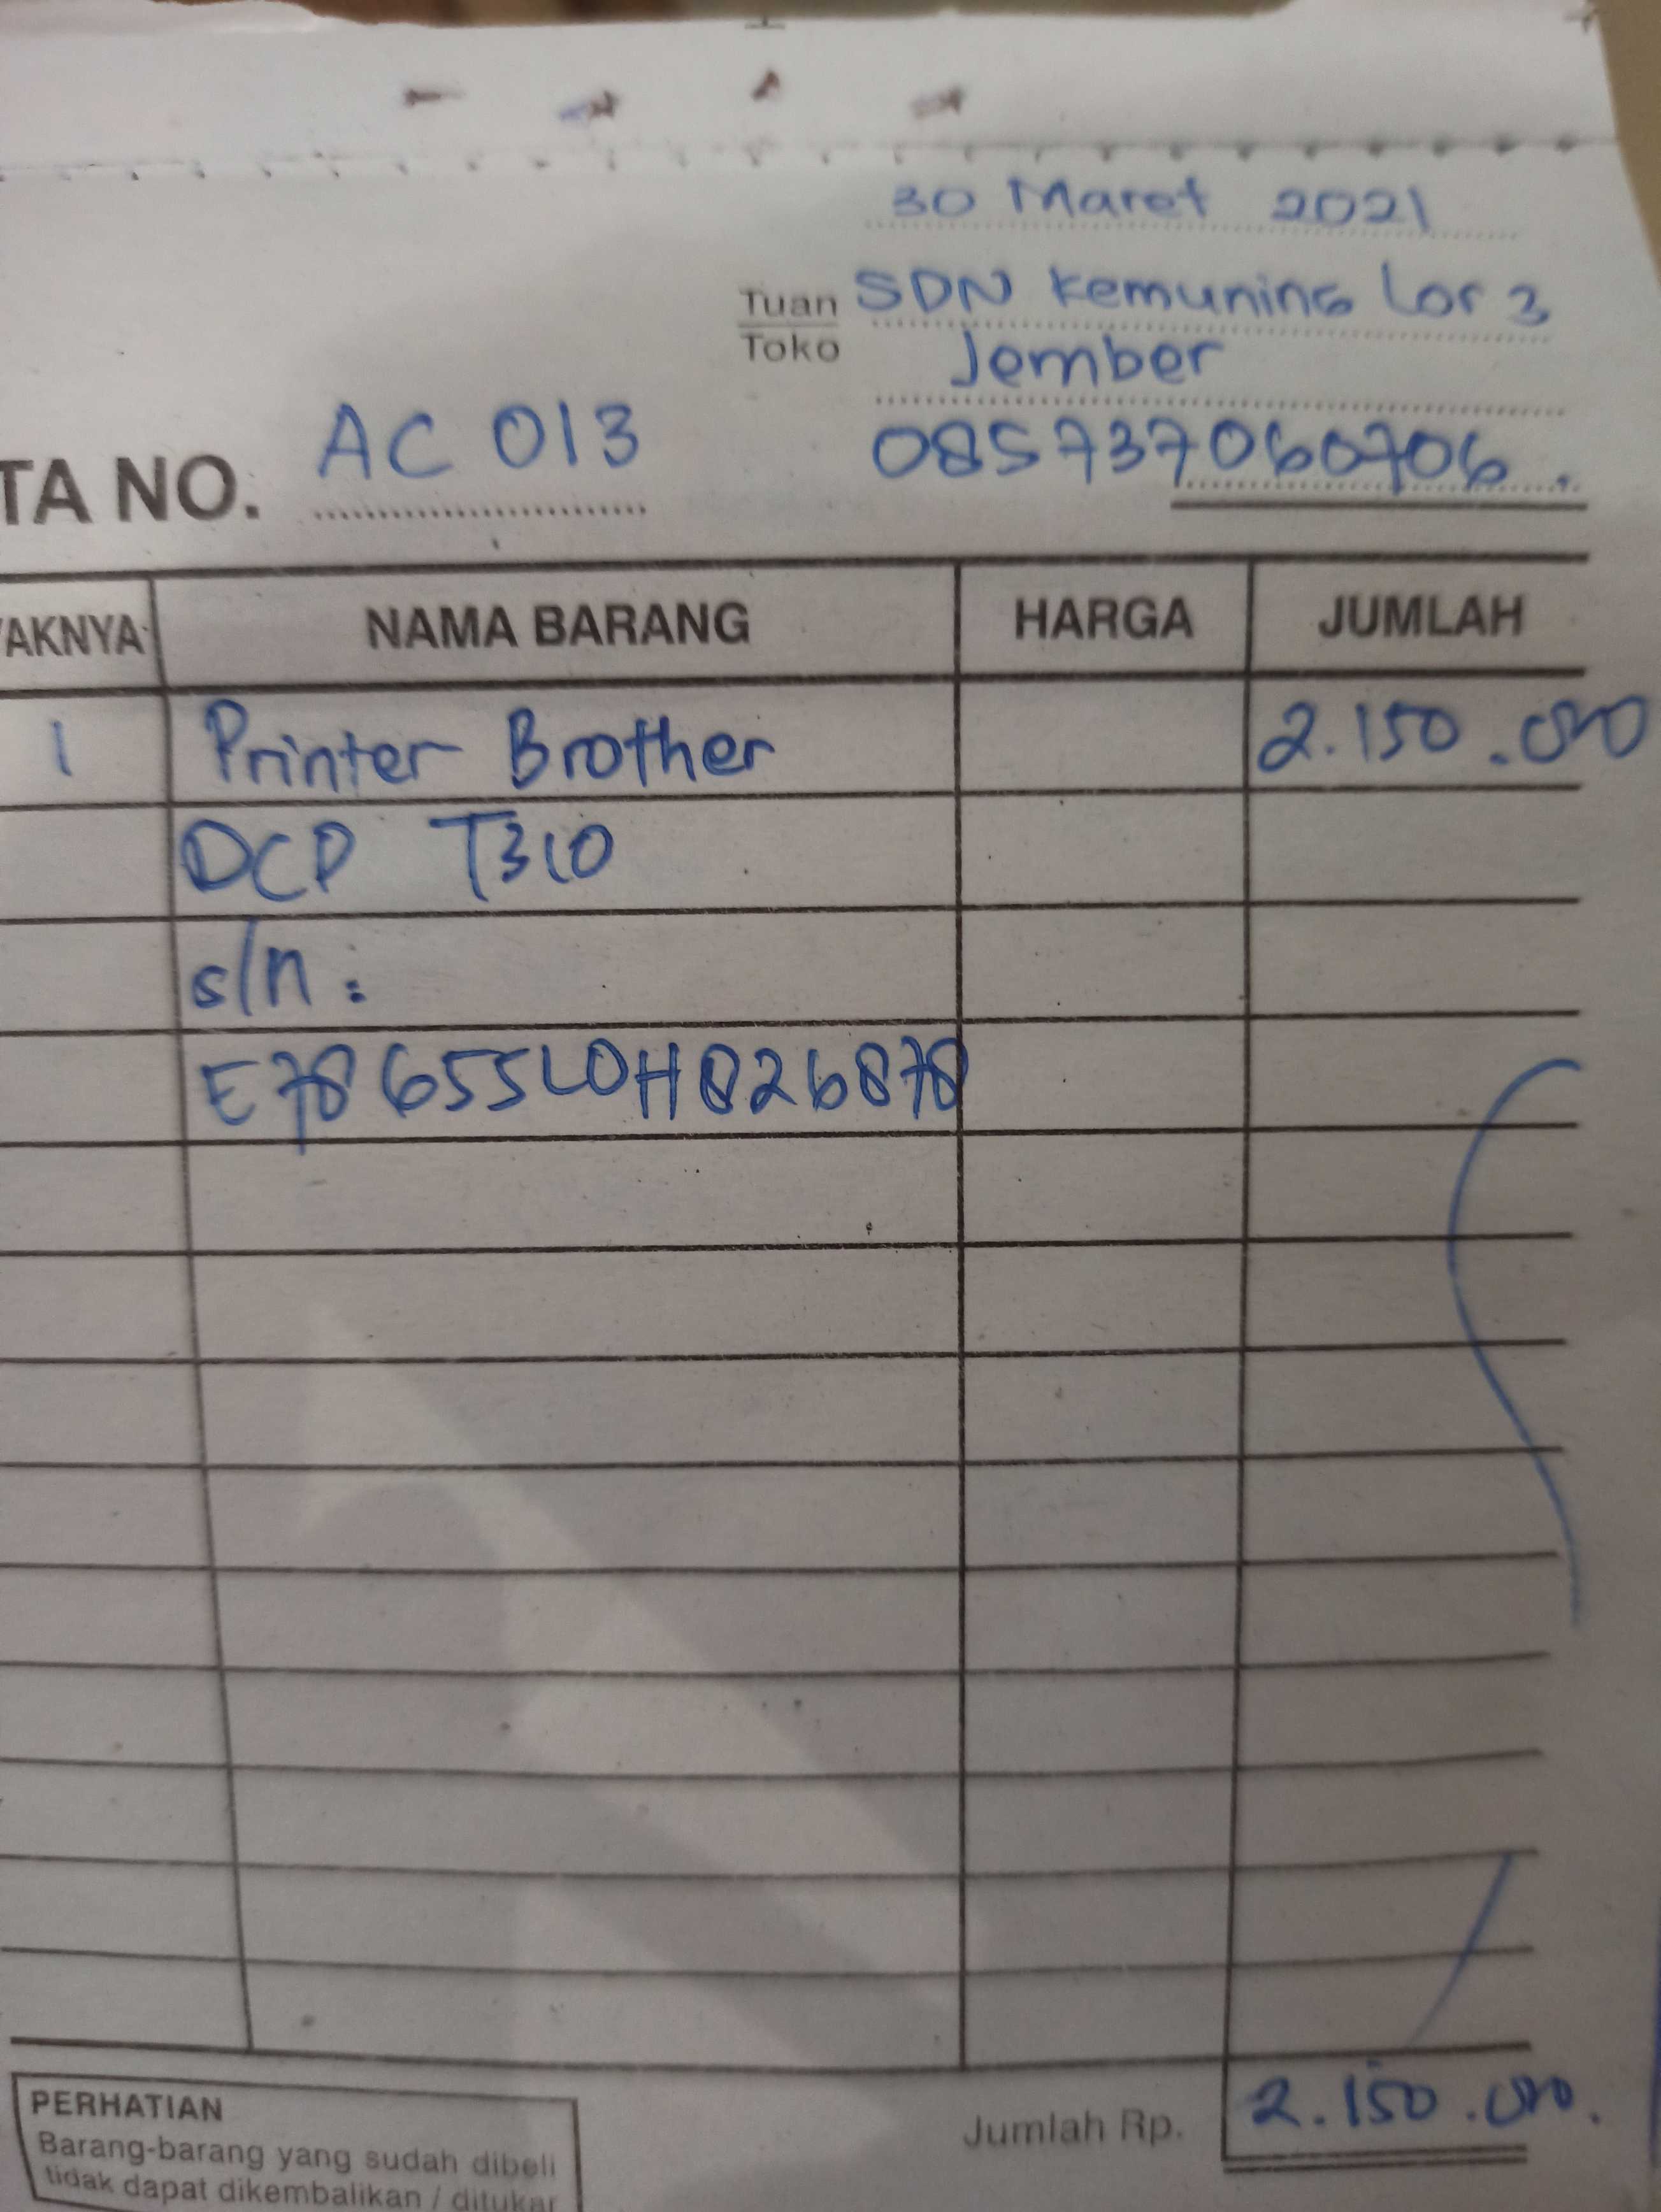 30 Maret 2021
Tuan SDN Kemuning Lor 3
Toko Jember
TA NO. AC 013 085737060706.
AKNYA NAMA BARANG HARGA JUMLAH
1 Printer Brother 2.150.000
DCP T310
s/n :
E78655L0H826878
Jumlah Rp. 2.150.000.
PERHATIAN
Barang-barang yang sudah dibeli
tidak dapat dikembalikan / ditukar